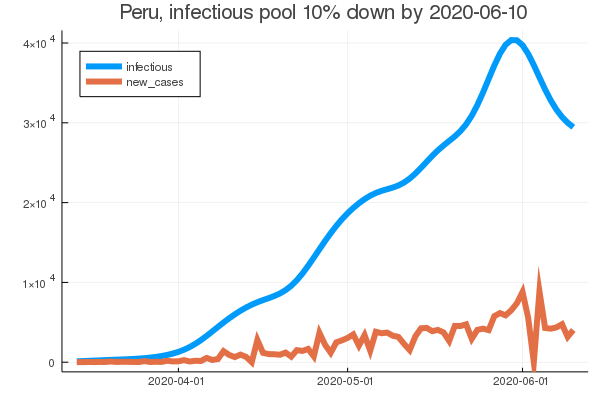 Peru, infectious pool 10% down by 2020-06-10
4×10 4
infectious
new_cases
3×10 4
2×10 4
1×10 4
0
2020-04-01 2020-05-01 2020-06-01